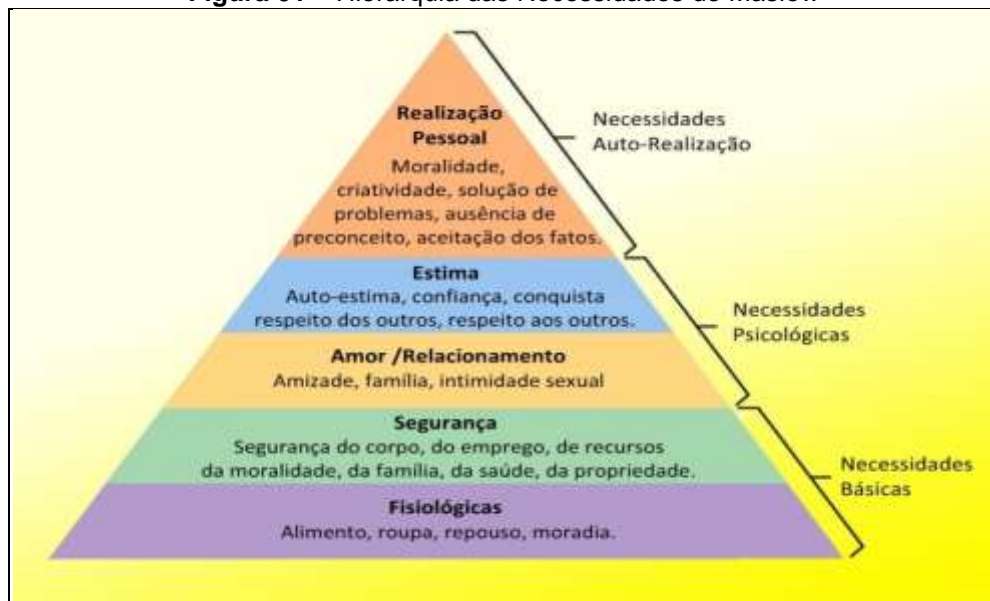 Realização
Pessoal
Moralidade,
criatividade, solução de
problemas, ausência de
preconceito, aceitação dos fatos.
Necessidades
Auto-Realização
Estima
Auto-estima, confiança, conquista
respeito dos outros, respeito aos outros.
Necessidades
Psicológicas
Amor /Relacionamento
Amizade, família, intimidade sexual
Segurança
Segurança do corpo, do emprego, de recursos
da moralidade, da família, da saúde, da propriedade.
Necessidades
Básicas
Fisiológicas
Alimento, roupa, repouso, moradia.